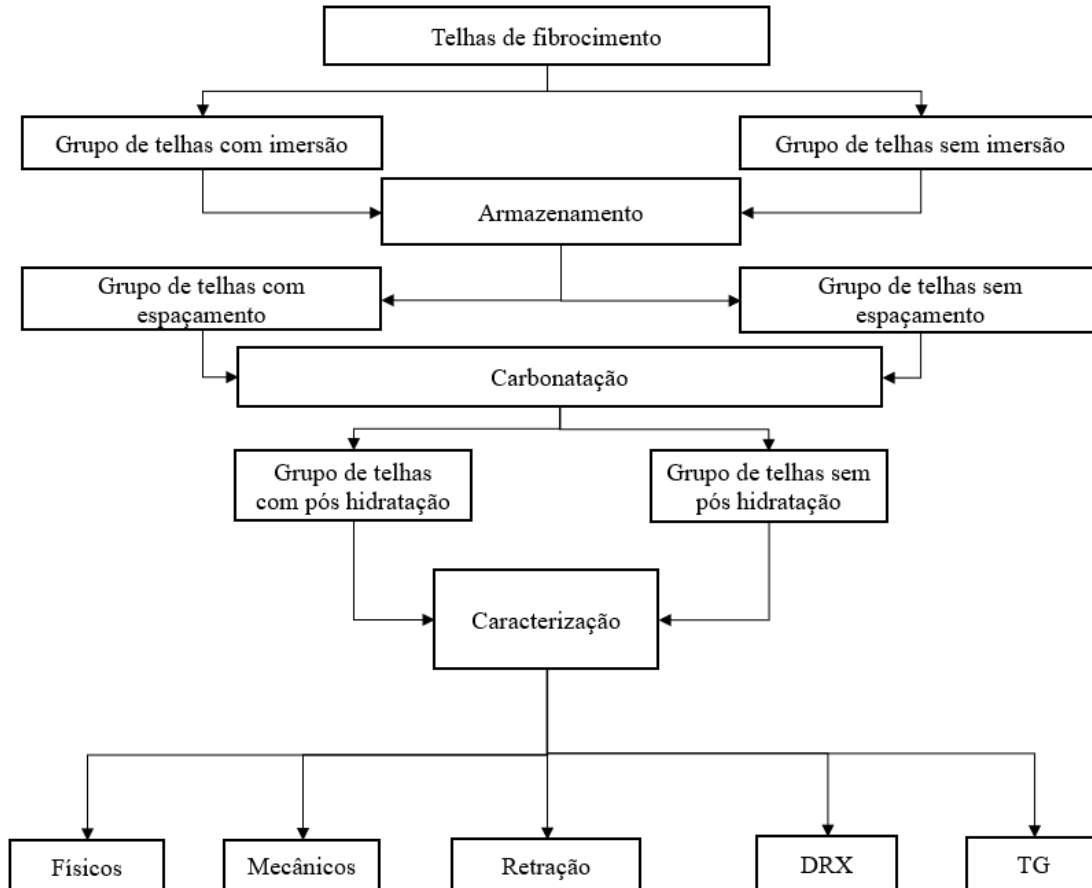 Telhas de fibrocimento
Grupo de telhas com imersão
Grupo de telhas sem imersão
Armazenamento
Grupo de telhas com
espaçamento
Grupo de telhas sem
espaçamento
Carbonatação
Grupo de telhas
com pós hidratação
Grupo de telhas sem
pós hidratação
Caracterização
Físicos
Mecânicos
Retração
DRX
TG